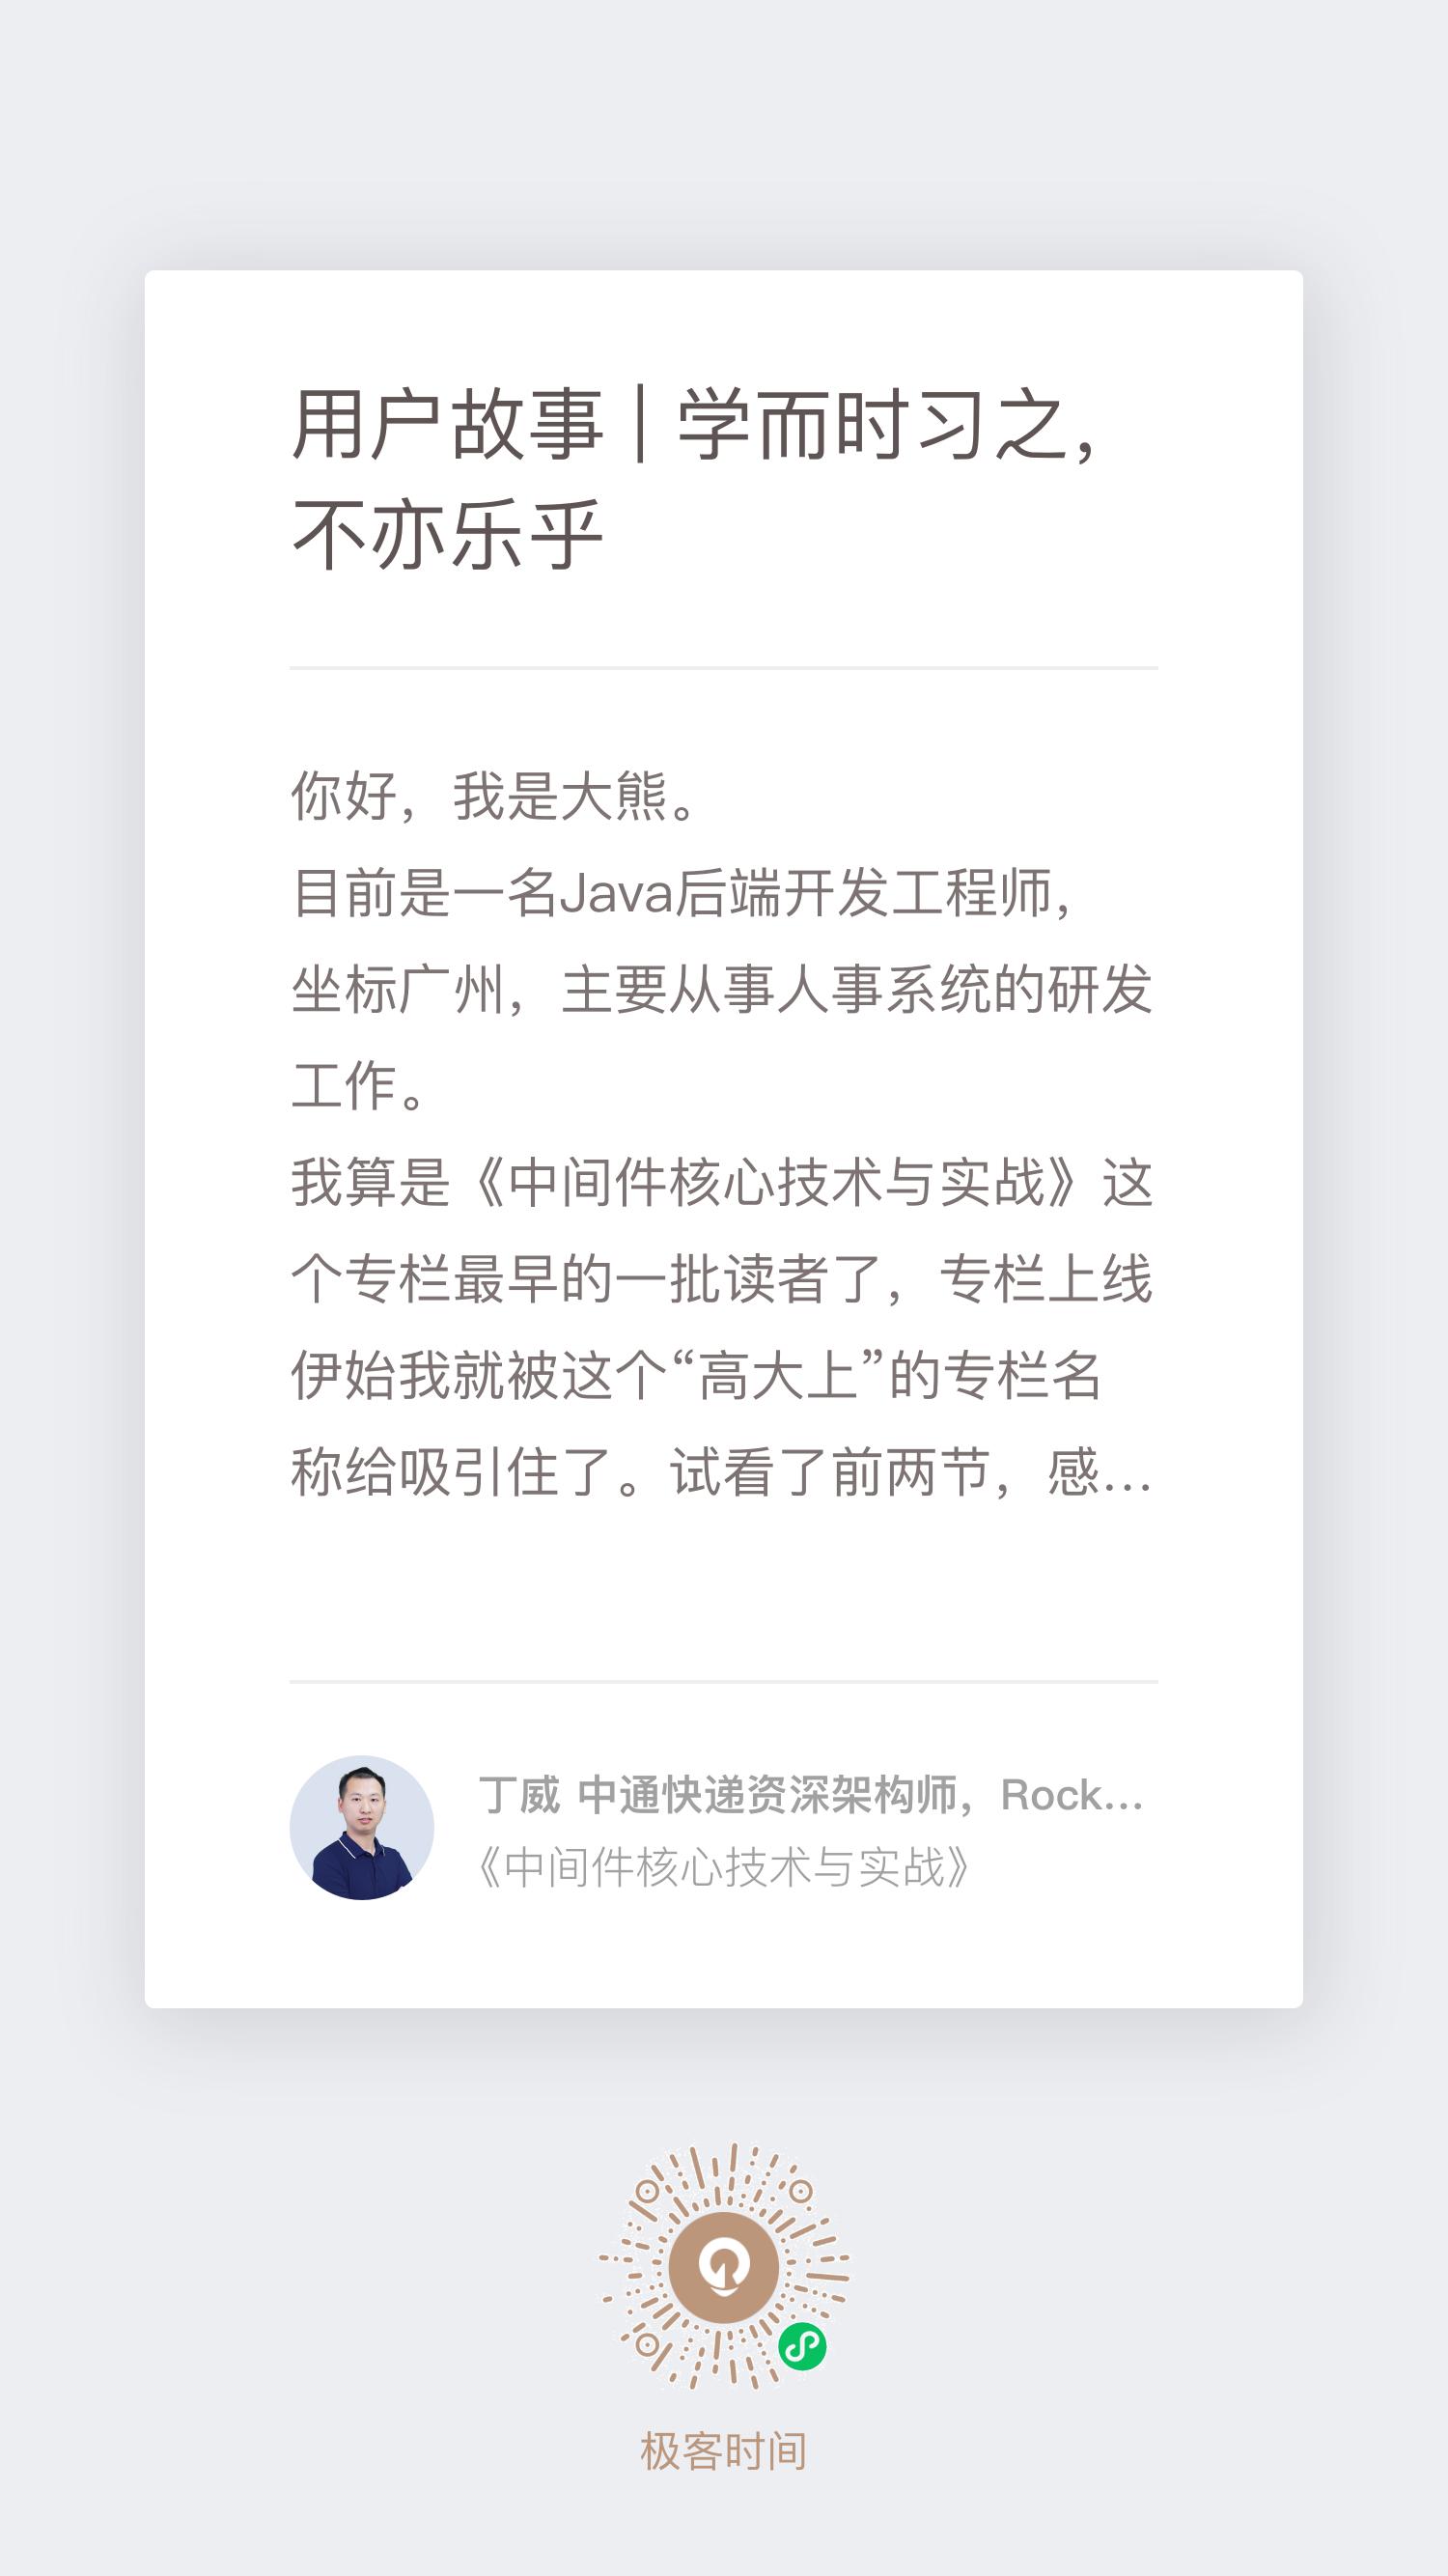 用户故事 | 学而时习之，
不亦乐乎
你好，我是大熊。
目前是一名Java后端开发工程师，
坐标广州，主要从事人事系统的研发
工作。
我算是《中间件核心技术与实战》这
个专栏最早的一批读者了，专栏上线
伊始我就被这个“高大上”的专栏名
称给吸引住了。试看了前两节，感...
丁威 中通快递资深架构师，Rock...
《中间件核心技术与实战》
极客时间